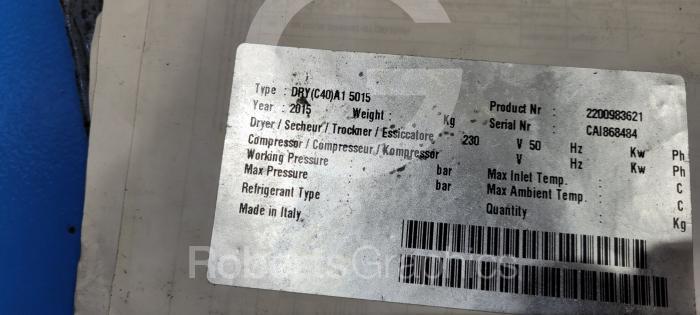 Type : DRY(C40)A1 5015
Year : 2015 Weight : Kg
Product Nr : 2200983621
Serial Nr : CAI868484
Dryer / Secheur / Trockner / Essiccatore 230 V 50 Hz Kw Ph
Compressor / Compresseur / Kompressor V Hz Kw Ph
Working Pressure bar Max Inlet Temp. : C
Max Pressure bar Max Ambient Temp. : C
Refrigerant Type Quantity : Kg
Made in Italy
RobertsGraphics